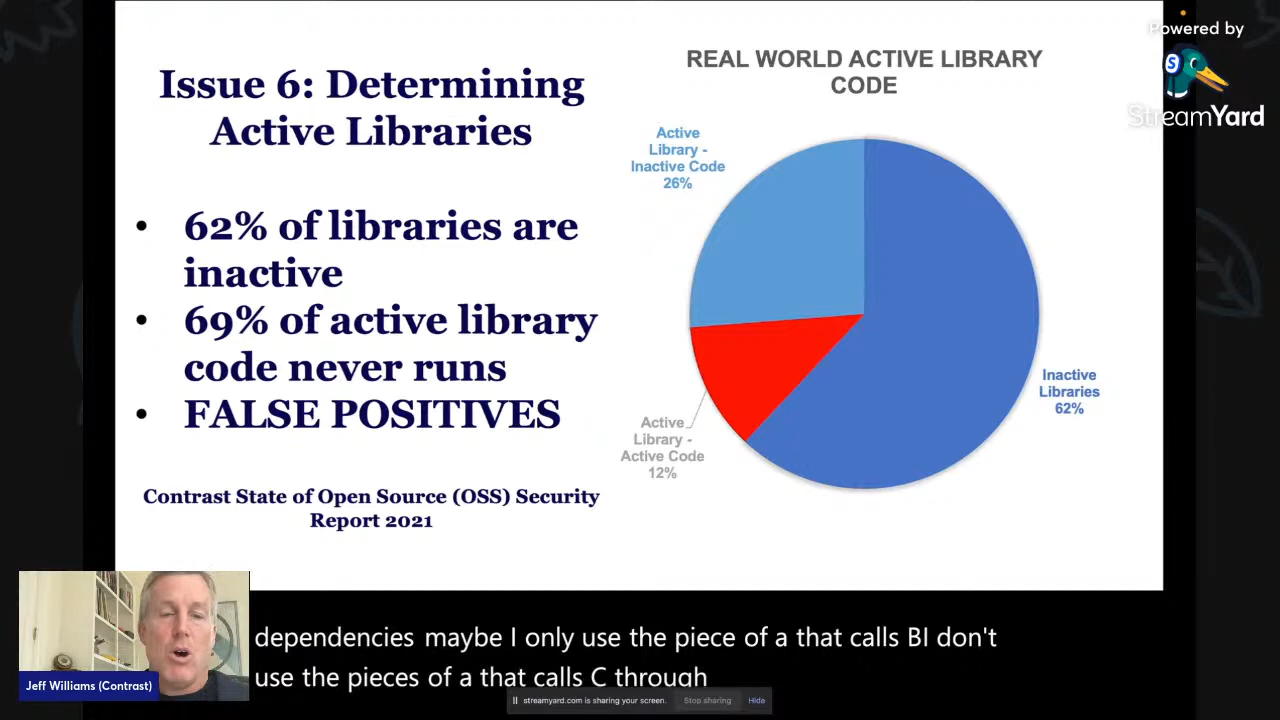 Powered by
S
StreamYard
Issue 6: Determining
Active Libraries
• 62% of libraries are
inactive
• 69% of active library
code never runs
• FALSE POSITIVES
Contrast State of Open Source (OSS) Security
Report 2021
REAL WORLD ACTIVE LIBRARY
CODE
Active
Library -
Inactive Code
26%
Inactive
Libraries
62%
Active
Library -
Active Code
12%
Jeff Williams (Contrast)
dependencies maybe I only use the piece of a that calls BI don't
use the pieces of a that calls C through
streamyard.com is sharing your screen. Stop sharing Hide